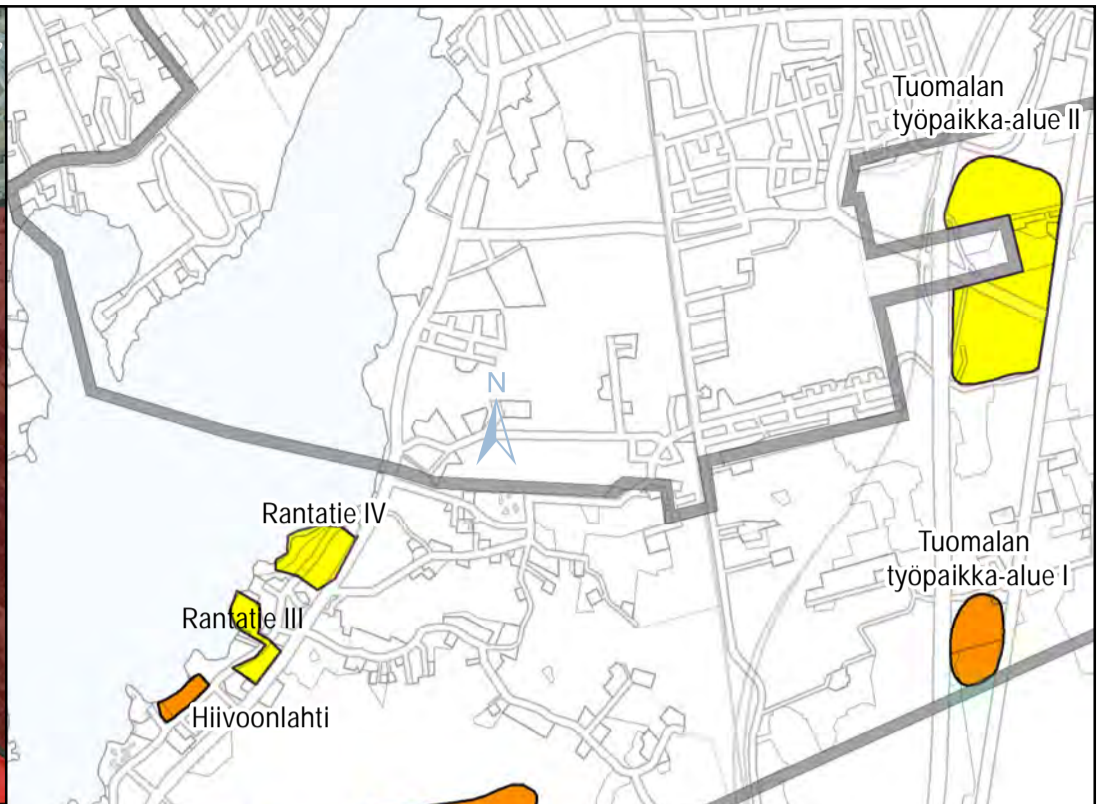 Tuomalan
työpaikka-alue II
N
Rantatie IV
Tuomalan
työpaikka-alue I
Rantatie III
Hiivoonlahti